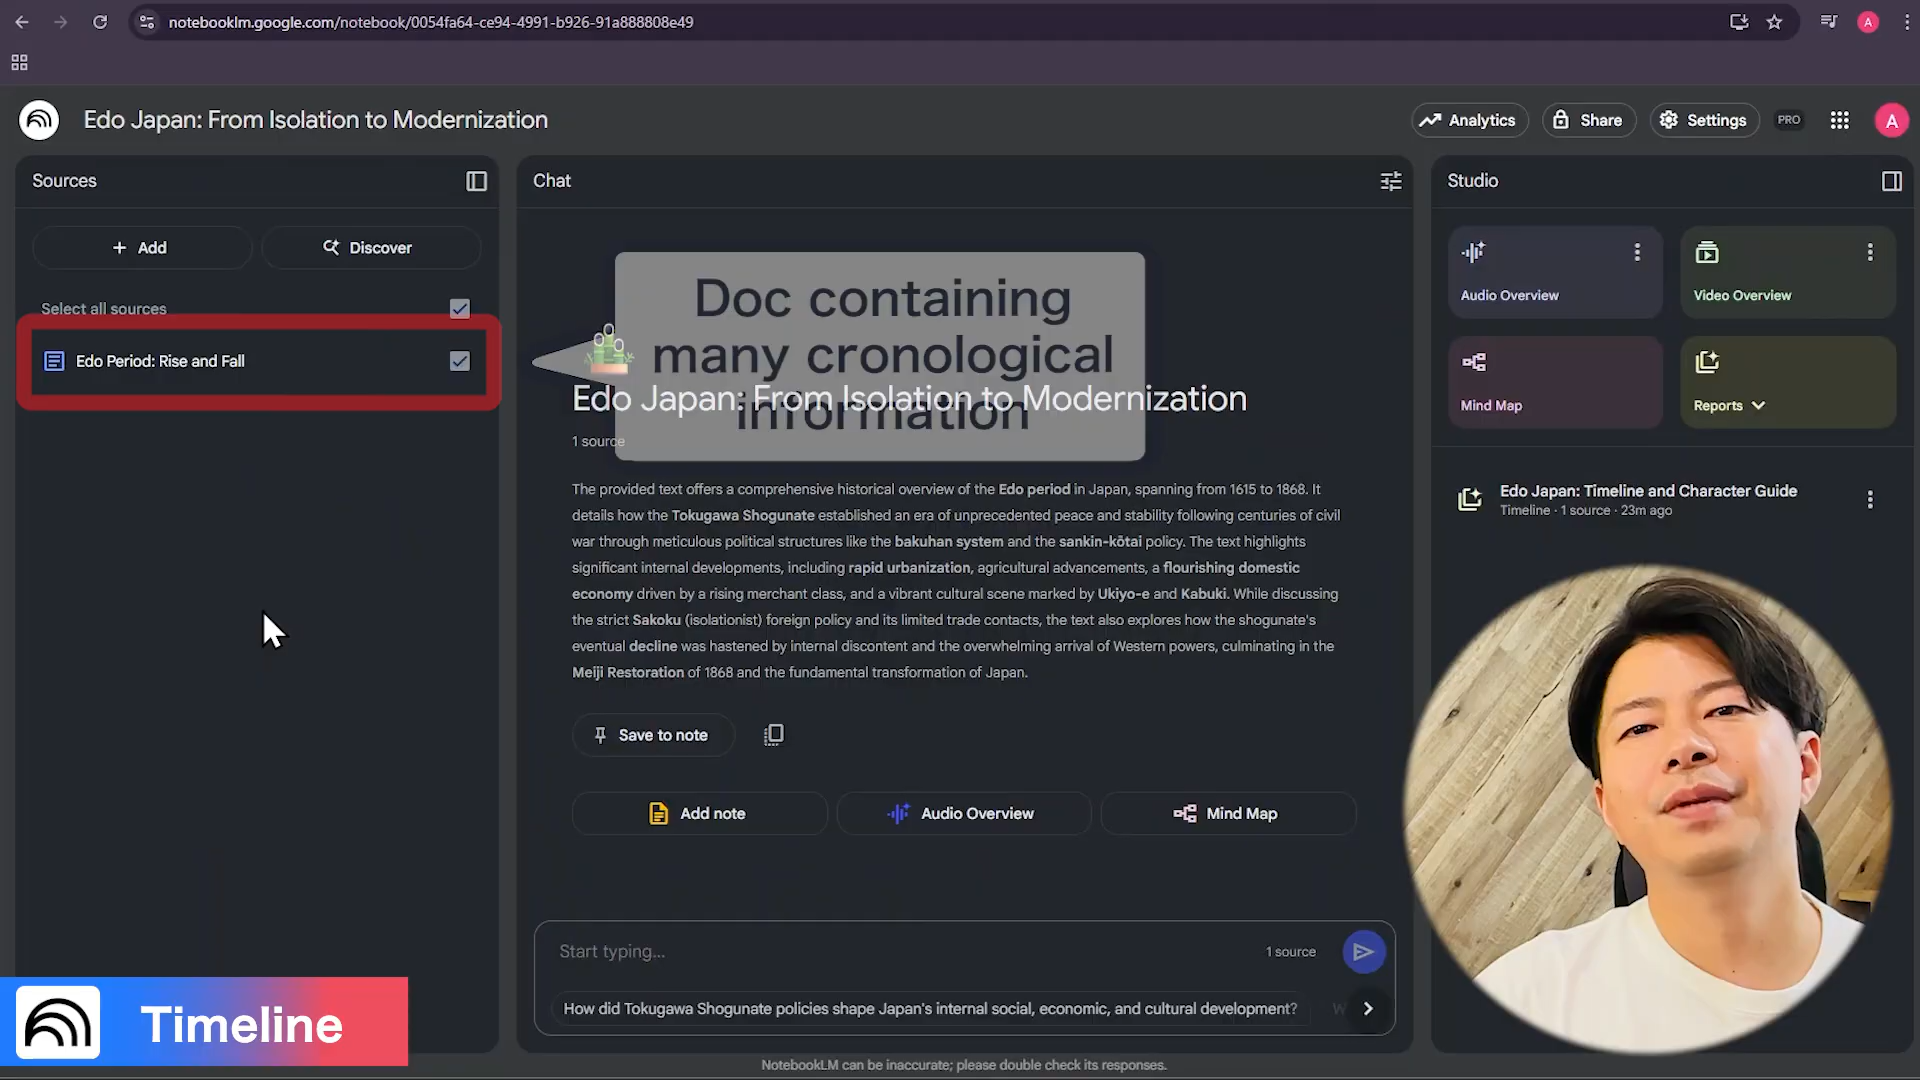 notebooklm.google.com/notebook/0054fa64-ce94-4991-b926-91a888808e49
A
Edo Japan: From Isolation to Modernization
Analytics
Share
Settings
PRO
A
Sources
+ Add
Discover
Select all sources
Edo Period: Rise and Fall
Chat
Doc containing
many cronological
information
Edo Japan: From Isolation to Modernization
1 source
The provided text offers a comprehensive historical overview of the Edo period in Japan, spanning from 1615 to 1868. It
details how the Tokugawa Shogunate established an era of unprecedented peace and stability following centuries of civil
war through meticulous political structures like the bakuhan system and the sankin-kōtai policy. The text highlights
significant internal developments, including rapid urbanization, agricultural advancements, a flourishing domestic
economy driven by a rising merchant class, and a vibrant cultural scene marked by Ukiyo-e and Kabuki. While discussing
the strict Sakoku (isolationist) foreign policy and its limited trade contacts, the text also explores how the shogunate's
eventual decline was hastened by internal discontent and the overwhelming arrival of Western powers, culminating in the
Meiji Restoration of 1868 and the fundamental transformation of Japan.
Save to note
Add note
Audio Overview
Mind Map
Start typing...
1 source
How did Tokugawa Shogunate policies shape Japan's internal social, economic, and cultural development?
W
NotebookLM can be inaccurate; please double check its responses.
Studio
Audio Overview
Video Overview
Mind Map
Reports
Edo Japan: Timeline and Character Guide
Timeline · 1 source · 23m ago
Timeline